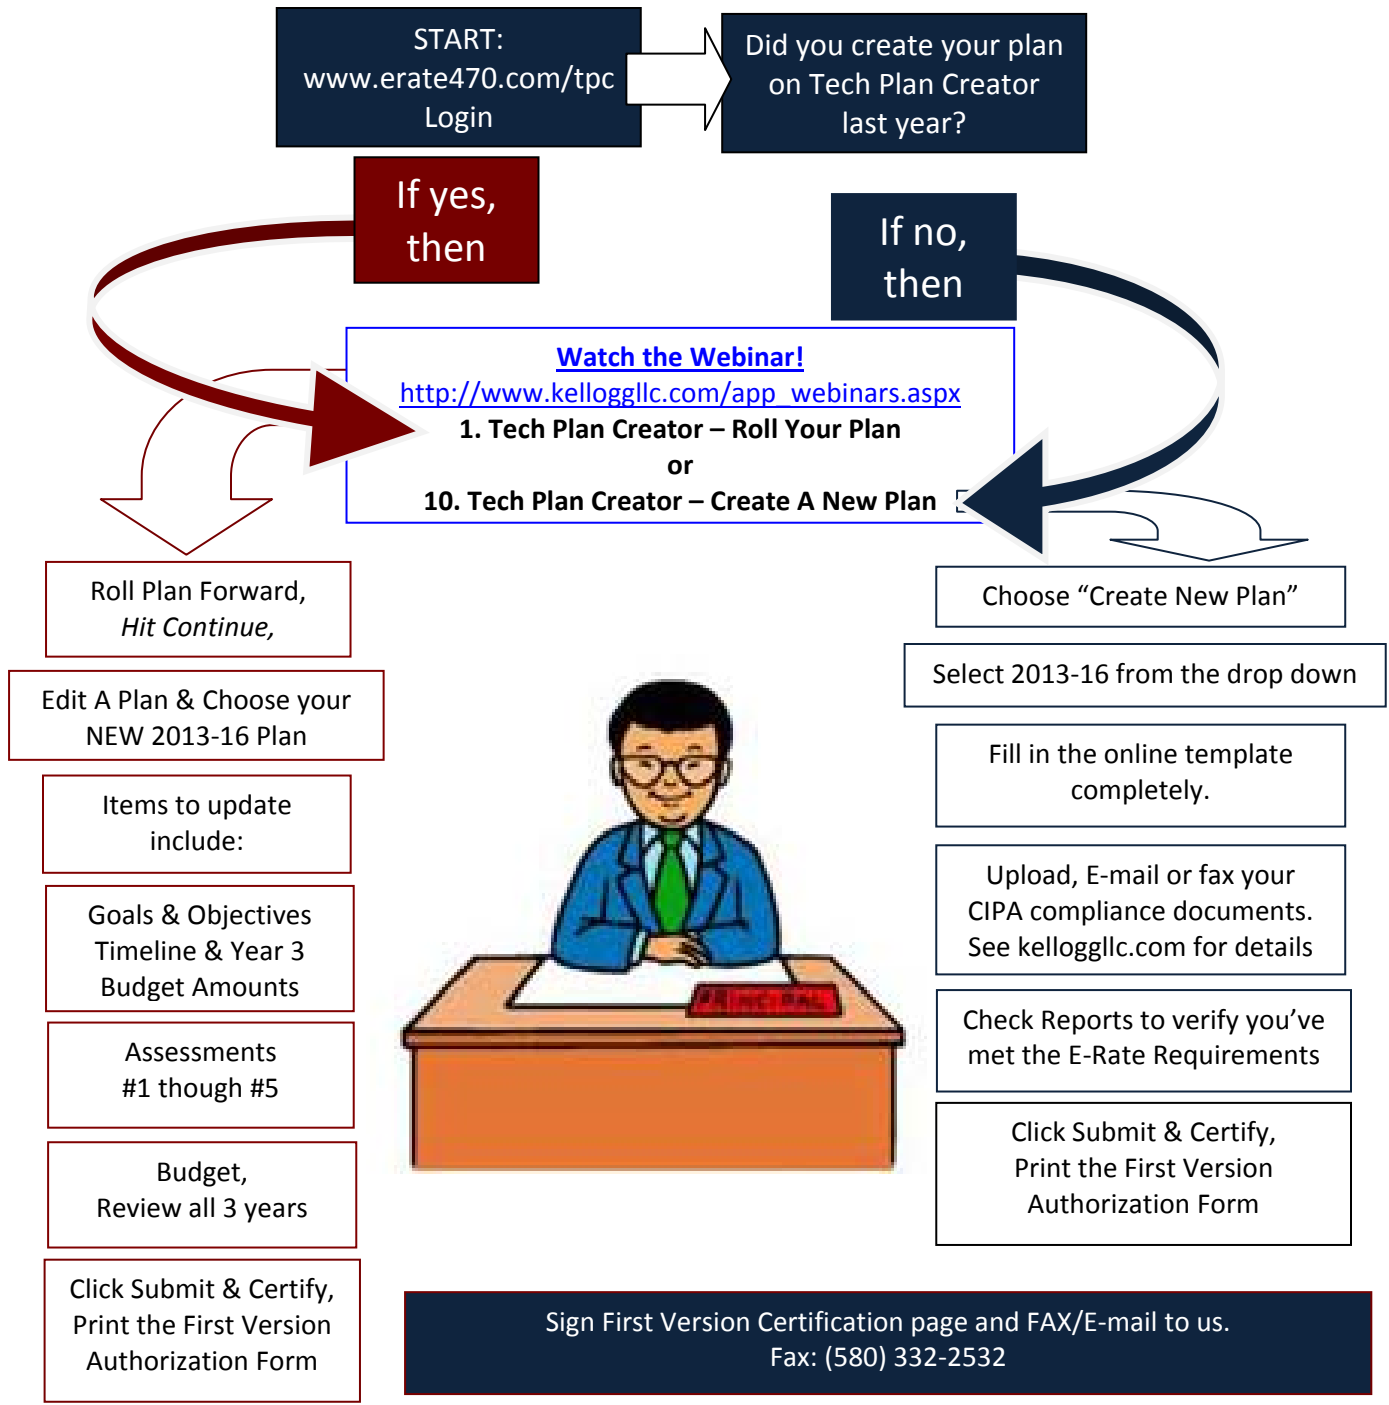 START:
www.erate470.com/tpc
Login
Did you create your plan
on Tech Plan Creator
last year?
If yes,
then
If no,
then
Watch the Webinar!
http://www.kelloggllc.com/app_webinars.aspx
1. Tech Plan Creator – Roll Your Plan
or
10. Tech Plan Creator – Create A New Plan
Roll Plan Forward,
Hit Continue,
Edit A Plan & Choose your
NEW 2013-16 Plan
Items to update
include:
Goals & Objectives
Timeline & Year 3
Budget Amounts
Assessments
#1 though #5
Budget,
Review all 3 years
Click Submit & Certify,
Print the First Version
Authorization Form
Choose “Create New Plan”
Select 2013-16 from the drop down
Fill in the online template
completely.
Upload, E-mail or fax your
CIPA compliance documents.
See kelloggllc.com for details
Check Reports to verify you’ve
met the E-Rate Requirements
Click Submit & Certify,
Print the First Version
Authorization Form
PRINCIPAL
Sign First Version Certification page and FAX/E-mail to us.
Fax: (580) 332-2532